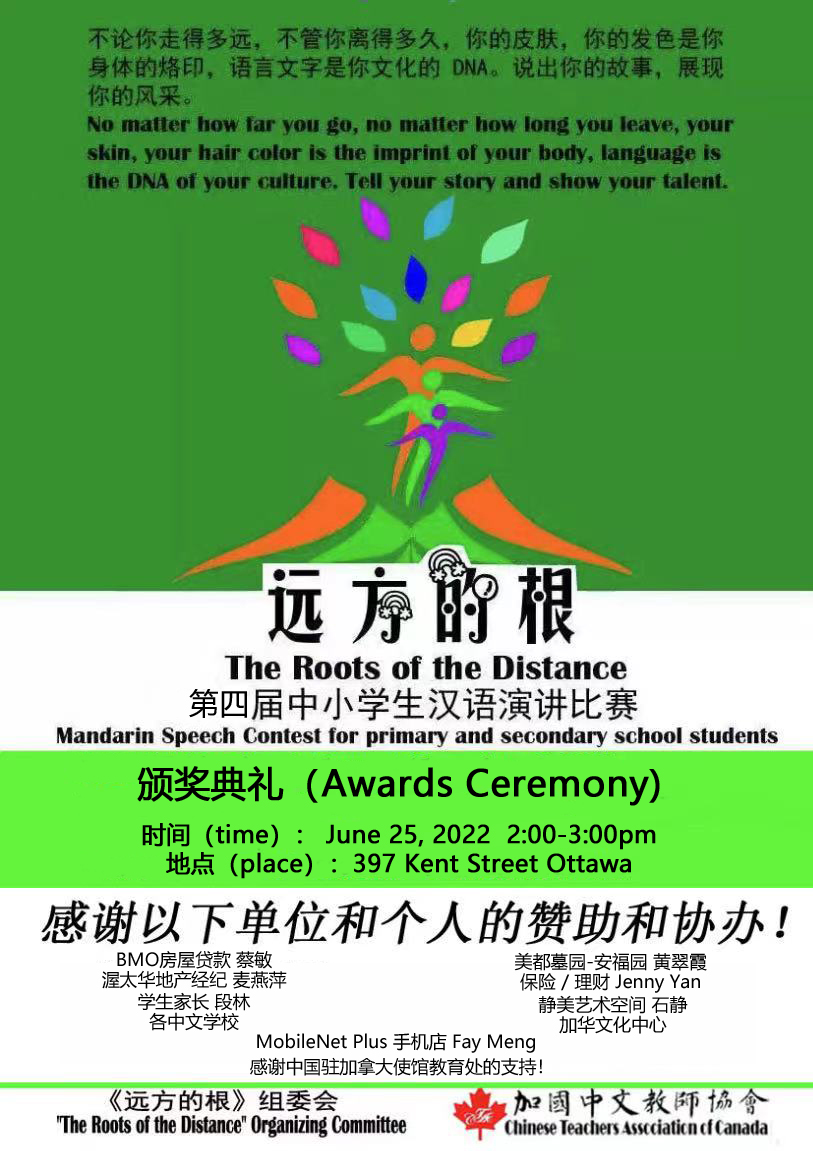 不论你走得多远，不管你离得多久，你的皮肤，你的发色是你
身体的烙印，语言文字是你文化的 DNA。说出你的故事，展现
你的风采。
No matter how far you go, no matter how long you leave, your
skin, your hair color is the imprint of your body, language is
the DNA of your culture. Tell your story and show your talent.
远方的根
The Roots of the Distance
第四届中小学生汉语演讲比赛
Mandarin Speech Contest for primary and secondary school students
颁奖典礼（Awards Ceremony)
时间（time）： June 25, 2022 2:00-3:00pm
地点（place）：397 Kent Street Ottawa
感谢以下单位和个人的赞助和协办！
BMO房屋贷款 蔡敏
渥太华地产经纪 麦燕萍
学生家长 段林
各中文学校
美都墓园-安福园 黄翠霞
保险 / 理财 Jenny Yan
静美艺术空间 石静
加华文化中心
MobileNet Plus 手机店 Fay Meng
感谢中国驻加拿大使馆教育处的支持！
《远方的根》组委会
"The Roots of the Distance" Organizing Committee
加國中文教師協會
Chinese Teachers Association of Canada